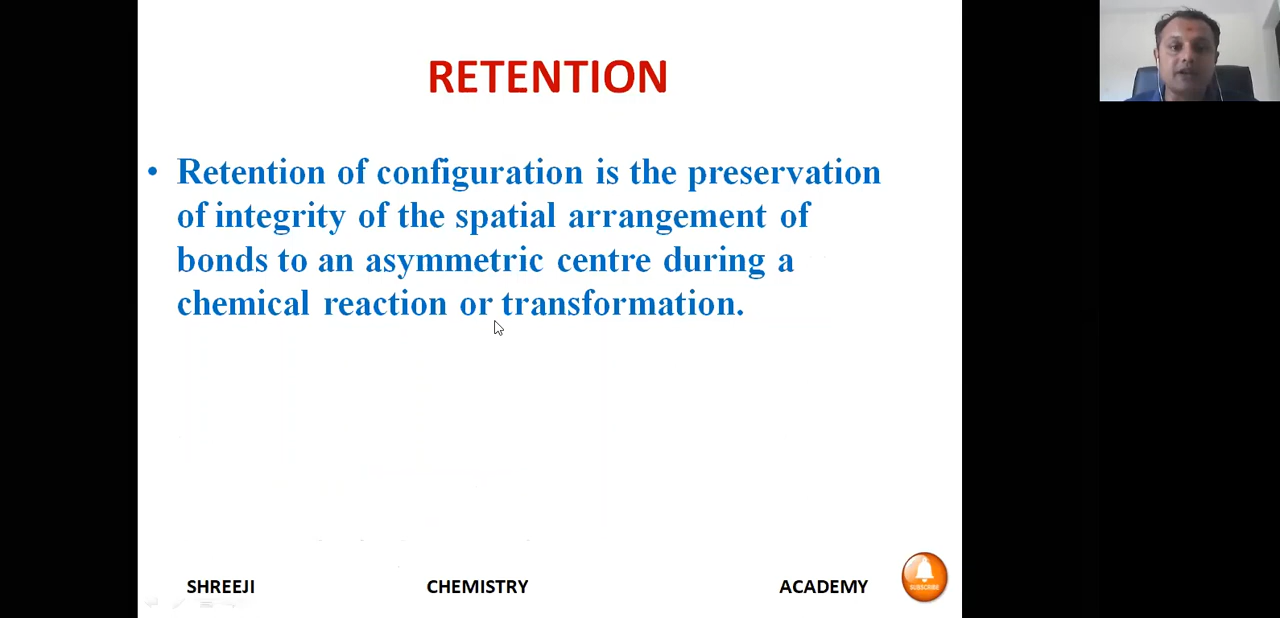 RETENTION
• Retention of configuration is the preservation
of integrity of the spatial arrangement of
bonds to an asymmetric centre during a
chemical reaction or transformation.
SHREEJI CHEMISTRY ACADEMY
SUBSCRIBE